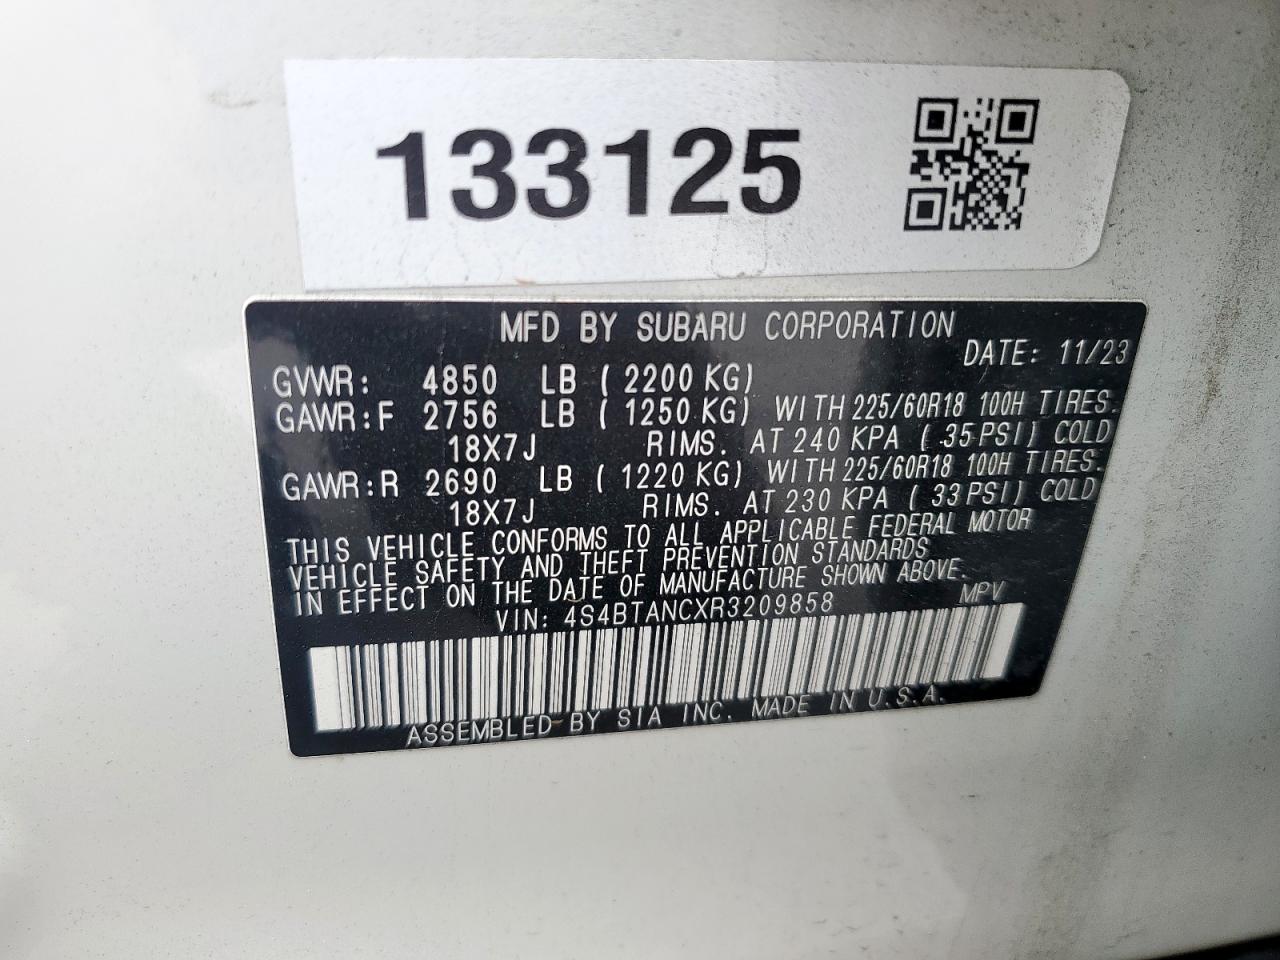 133125
MFD BY SUBARU CORPORATION
DATE: 11/23
GVWR: 4850 LB (2200 KG)
GAWR:F 2756 LB (1250 KG) WITH 225/60R18 100H TIRES.
18X7J RIMS. AT 240 KPA (35 PSI) COLD
GAWR:R 2690 LB (1220 KG) WITH 225/60R18 100H TIRES.
18X7J RIMS. AT 230 KPA (33 PSI) COLD
THIS VEHICLE CONFORMS TO ALL APPLICABLE FEDERAL MOTOR
VEHICLE SAFETY AND THEFT PREVENTION STANDARDS
IN EFFECT ON THE DATE OF MANUFACTURE SHOWN ABOVE.
VIN: 4S4BTANCXR3209858 MPV
ASSEMBLED BY SIA INC. MADE IN U.S.A.